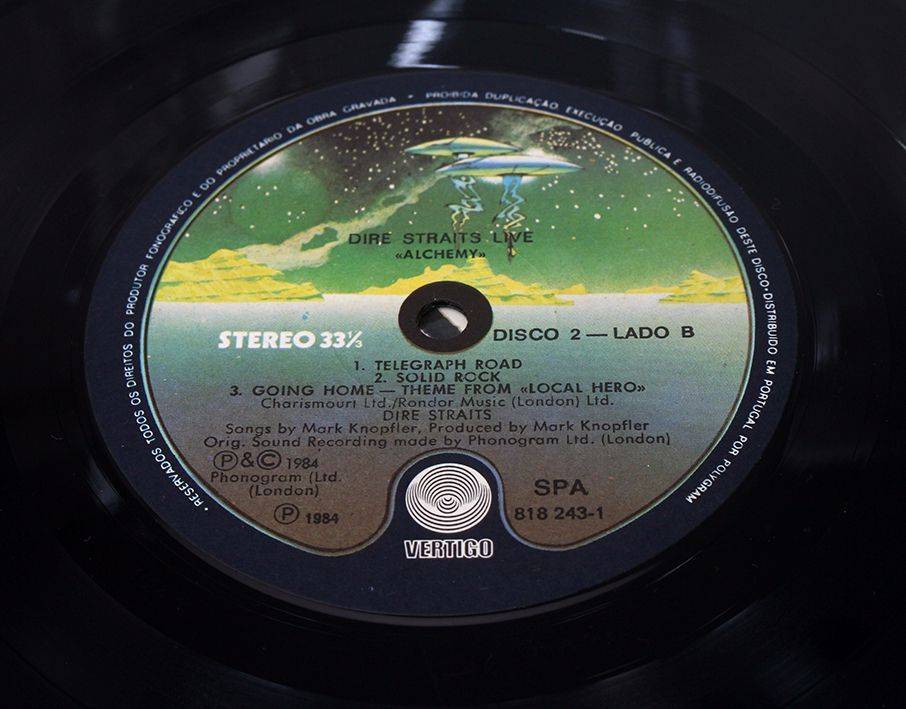 • RESERVADOS TODOS OS DIREITOS DO PRODUTOR FONOGRÁFICO E DO PROPRIETÁRIO DA OBRA GRAVADA • PROIBIDA DUPLICAÇÃO EXECUÇÃO PUBLICA E RADIODIFUSÃO DESTE DISCO•DISTRIBUIDO EM PORTUGAL POR POLYGRAM
DIRE STRAITS LIVE
«ALCHEMY»
STEREO 33⅓ DISCO 2 — LADO B
1. TELEGRAPH ROAD
2. SOLID ROCK
3. GOING HOME — THEME FROM «LOCAL HERO»
Charismourt Ltd./Rondor Music (London) Ltd.
DIRE STRAITS
Songs by Mark Knopfler, Produced by Mark Knopfler
Orig. Sound Recording made by Phonogram Ltd. (London)
Ⓟ&© 1984
Phonogram (Ltd.
(London)
Ⓟ 1984
SPA
818 243-1
VERTIGO